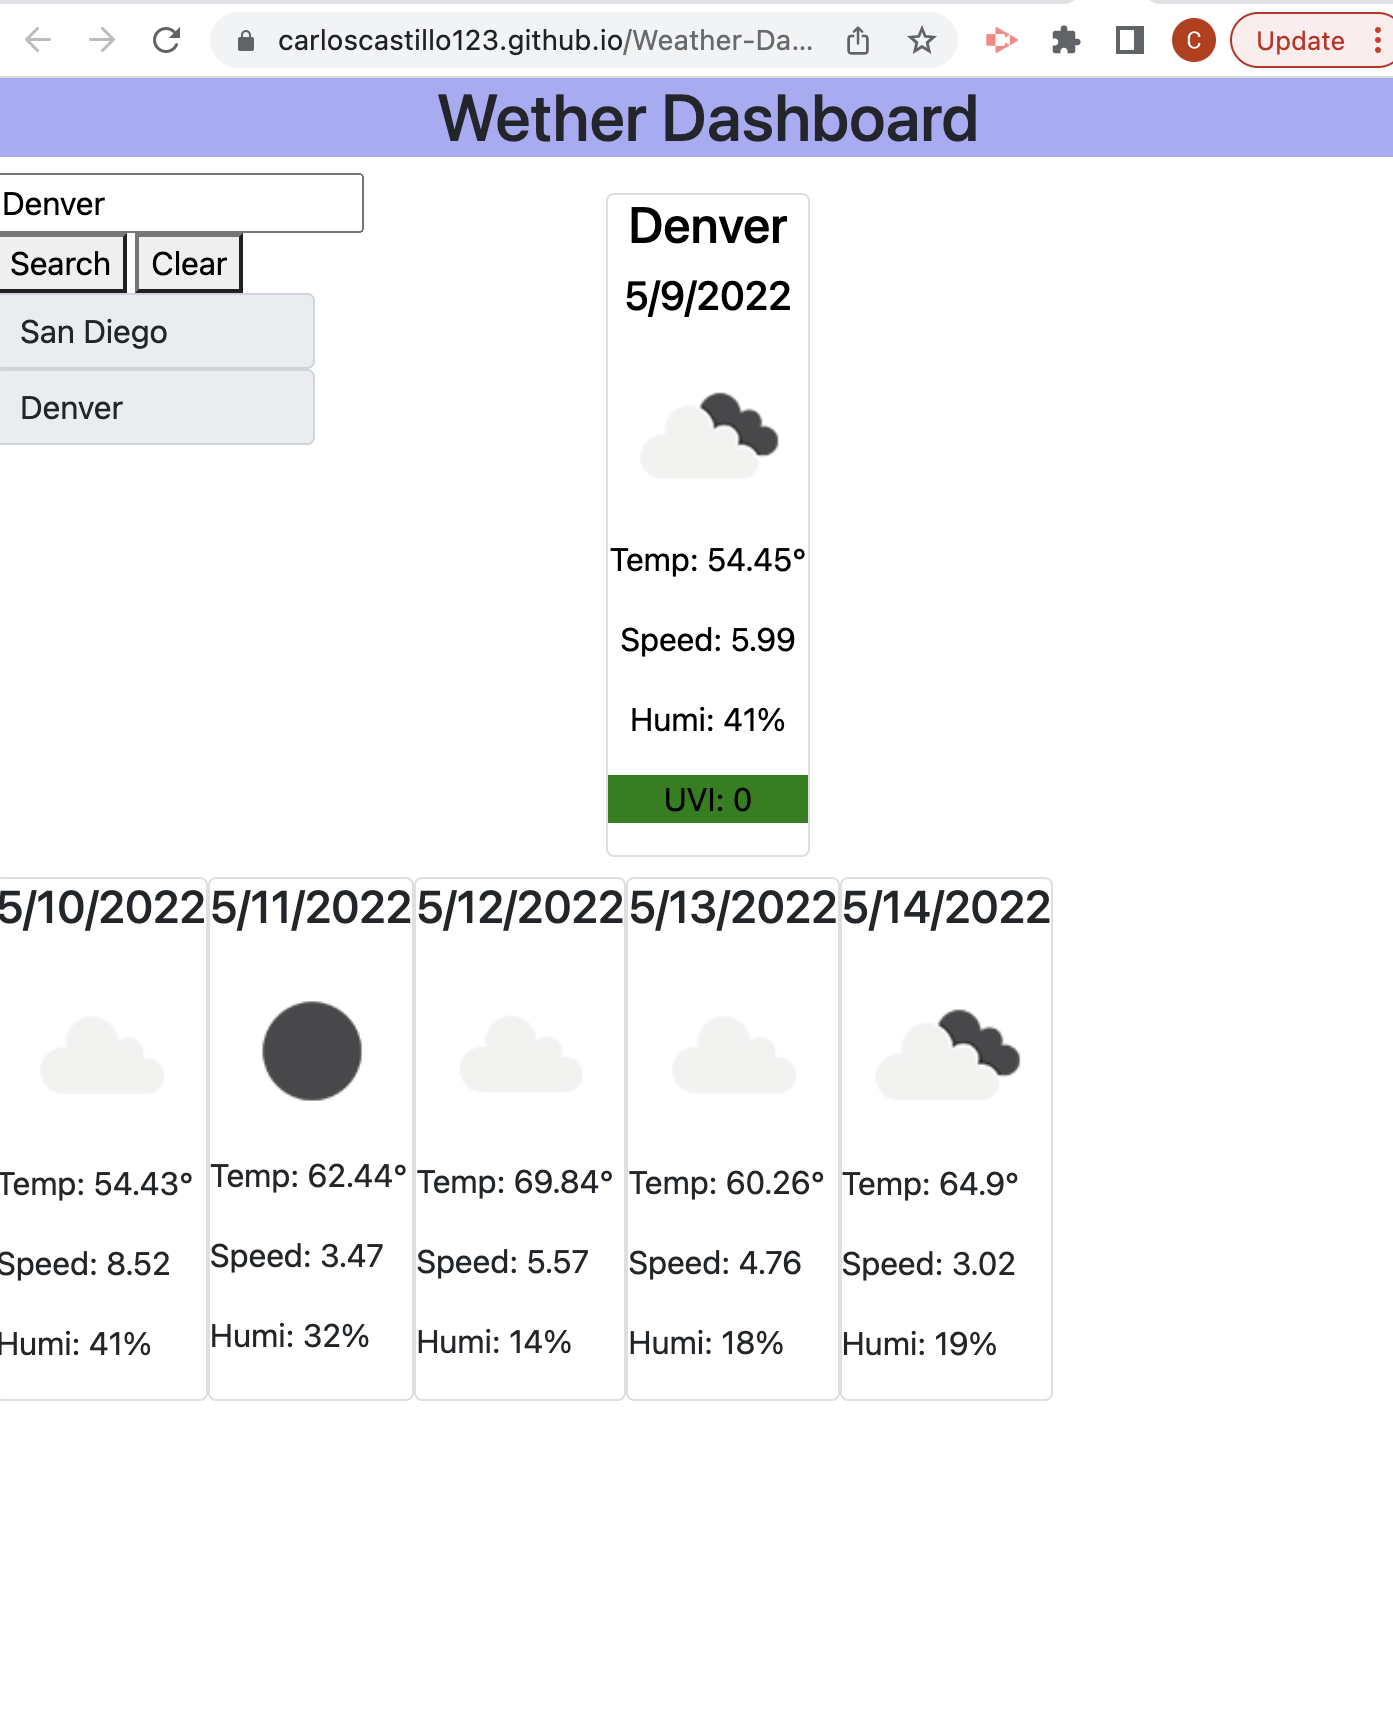 carloscastillo123.github.io/Weather-Da...
C
Update
Wether Dashboard
Denver
Search Clear
San Diego
Denver
Denver
5/9/2022
Temp: 54.45°
Speed: 5.99
Humi: 41%
UVI: 0
5/10/2022
Temp: 54.43°
Speed: 8.52
Humi: 41%
5/11/2022
Temp: 62.44°
Speed: 3.47
Humi: 32%
5/12/2022
Temp: 69.84°
Speed: 5.57
Humi: 14%
5/13/2022
Temp: 60.26°
Speed: 4.76
Humi: 18%
5/14/2022
Temp: 64.9°
Speed: 3.02
Humi: 19%